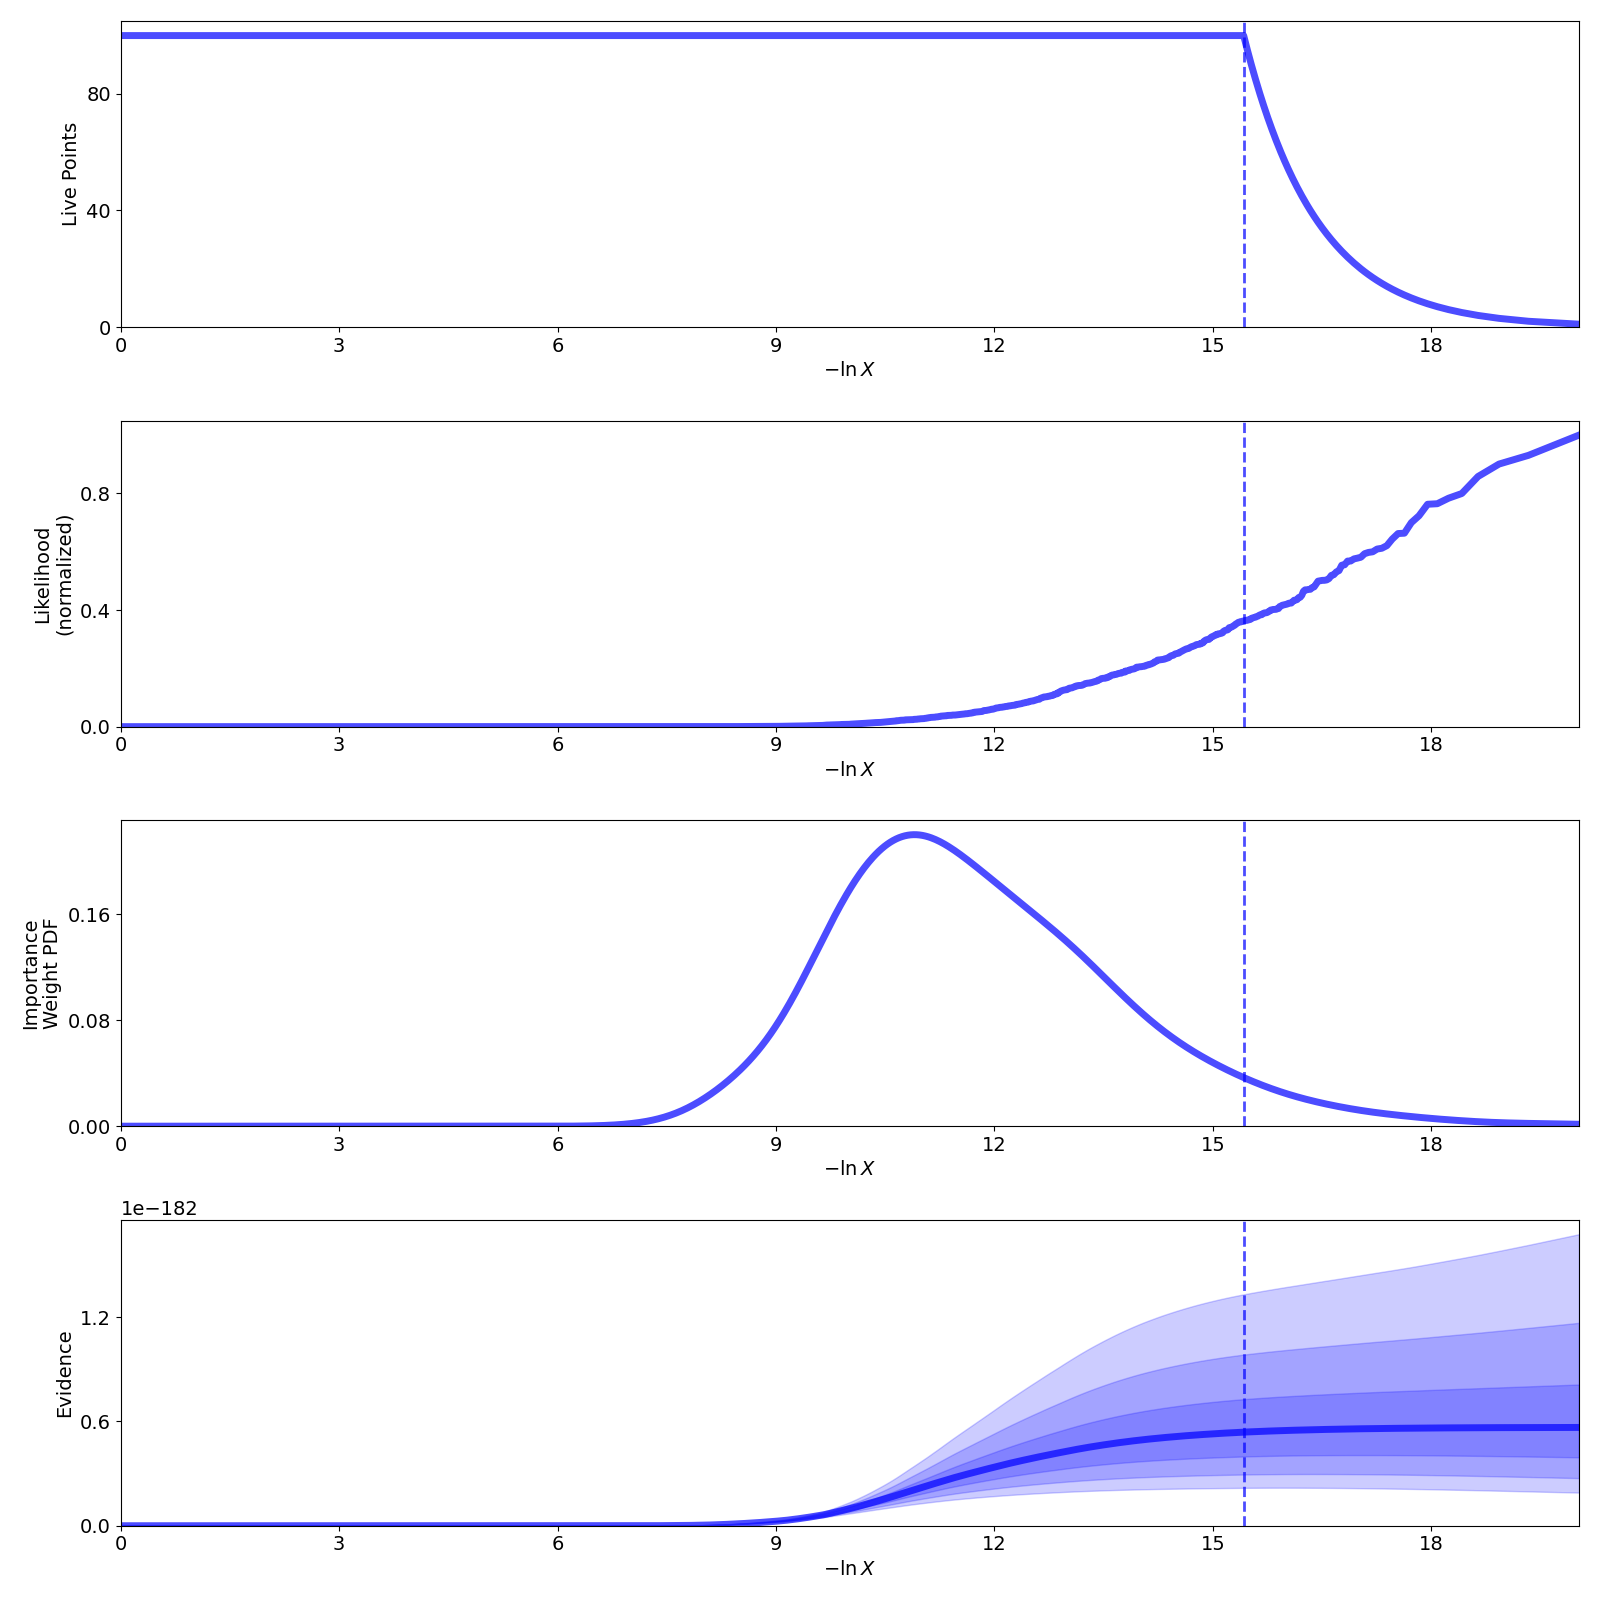 80
40
0
Live Points
0 3 6 9 12 15 18
−ln X
0.8
0.4
0.0
Likelihood
(normalized)
0 3 6 9 12 15 18
−ln X
0.16
0.08
0.00
Importance
Weight PDF
0 3 6 9 12 15 18
−ln X
1e−182
1.2
0.6
0.0
Evidence
0 3 6 9 12 15 18
−ln X